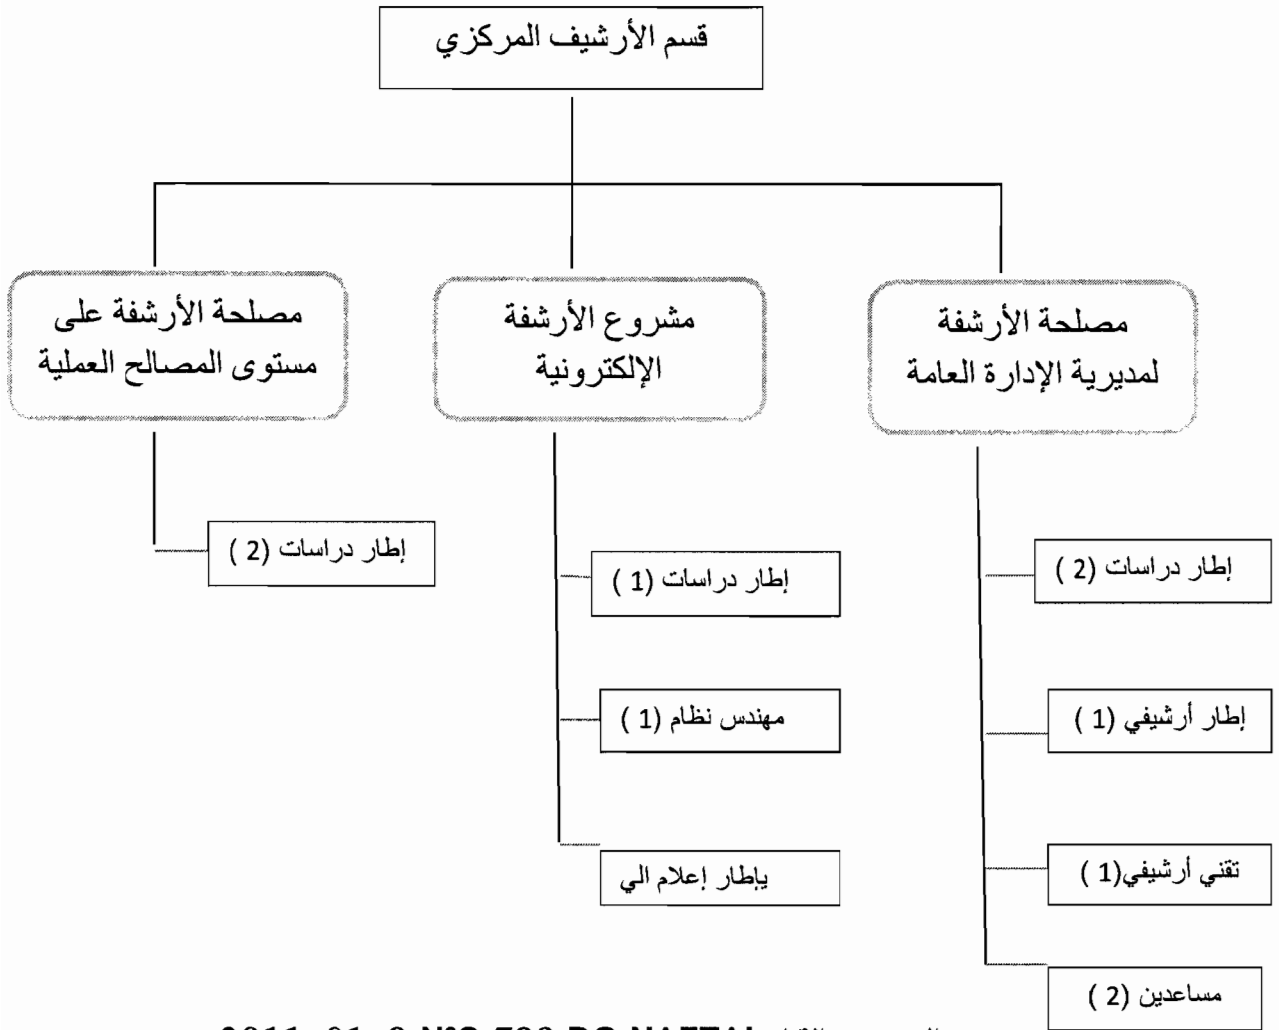 قسم الأرشيف المركزي
مصلحة الأرشفة
لمديرية الإدارة العامة
مشروع الأرشفة
الإلكترونية
مصلحة الأرشفة على
مستوى المصالح العملية
إطار دراسات (2 )
إطار أرشيفي (1 )
تقني أرشيفي(1 )
مساعدين (2 )
إطار دراسات (1 )
مهندس نظام (1 )
يإطار إعلام الي
إطار دراسات (2 )